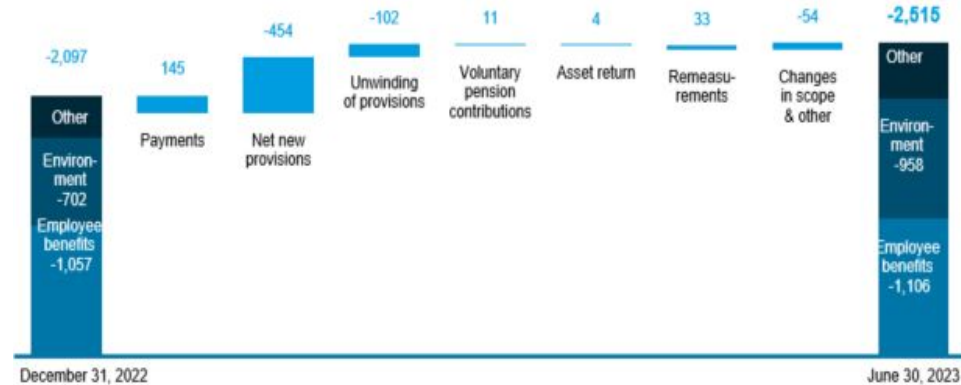 -2,097
Other
Environ-
ment
-702
Employee
benefits
-1,057
December 31, 2022
145
Payments
-454
Net new
provisions
-102
Unwinding
of provisions
11
Voluntary
pension
contributions
4
Asset return
33
Remeasu-
rements
-54
Changes
in scope
& other
-2,515
Other
Environ-
ment
-958
Employee
benefits
-1,106
June 30, 2023